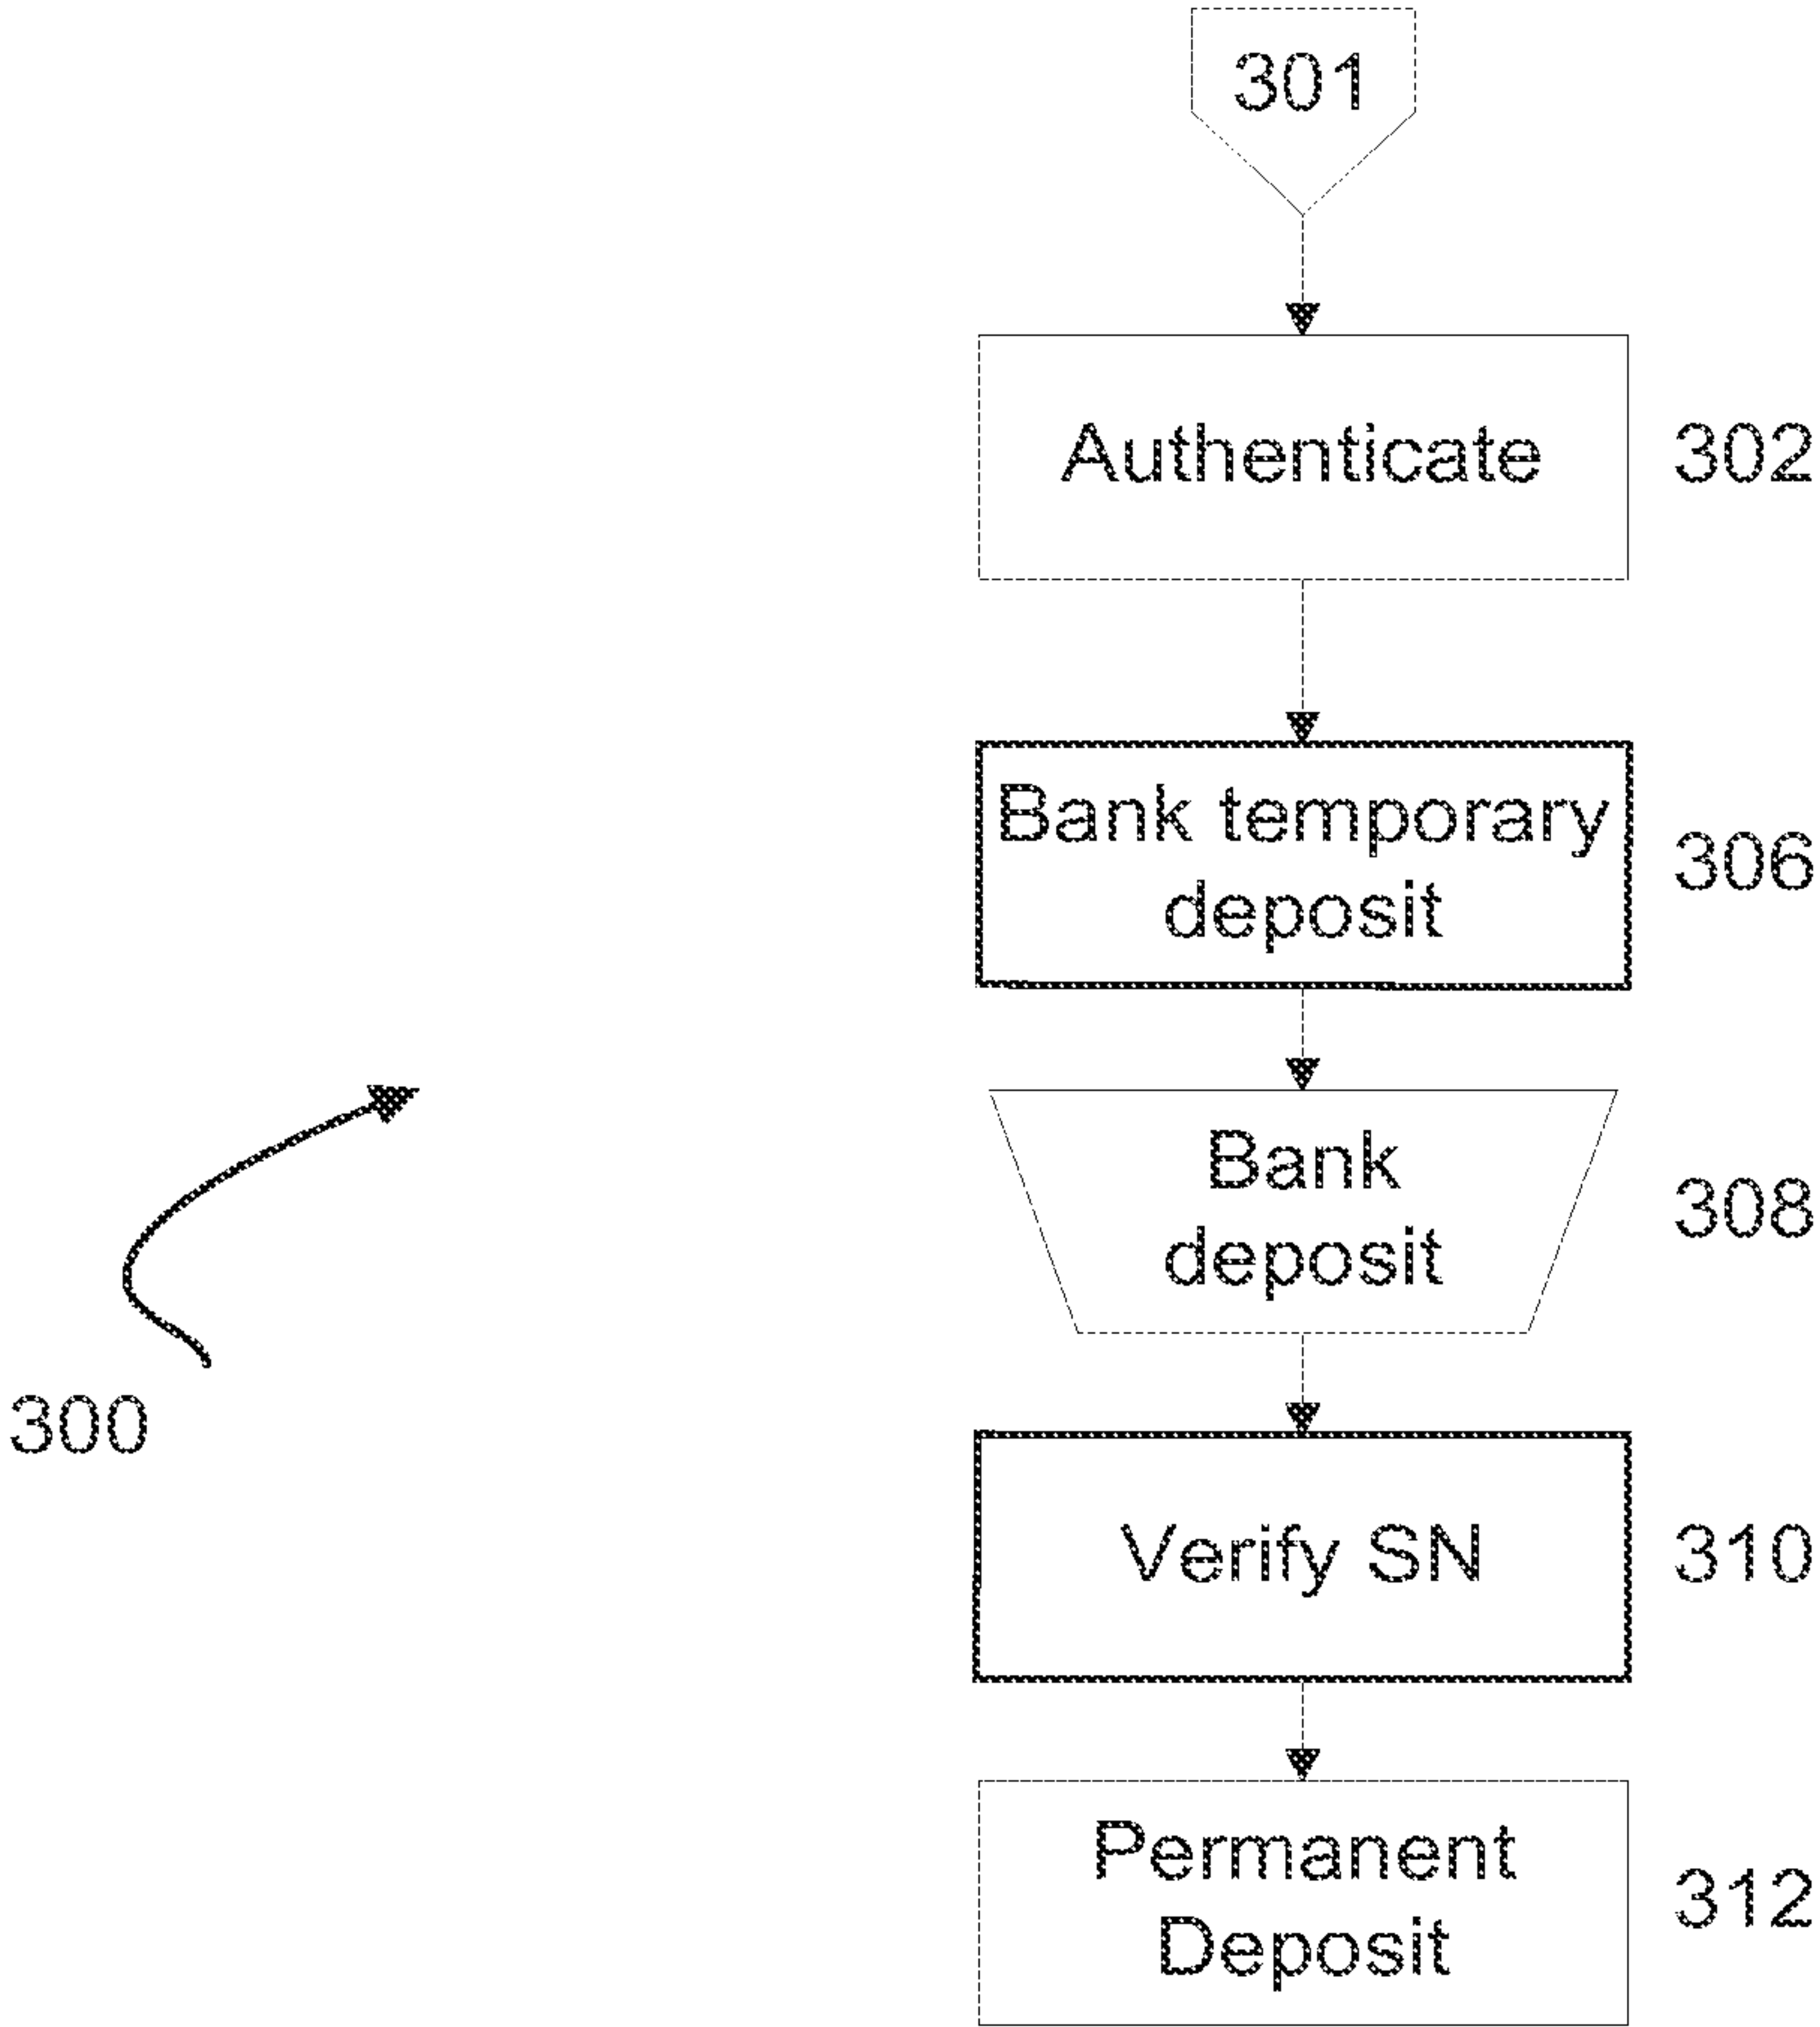 301
Authenticate
302
Bank temporary
deposit
306
Bank
deposit
308
300
Verify SN
310
Permanent
Deposit
312